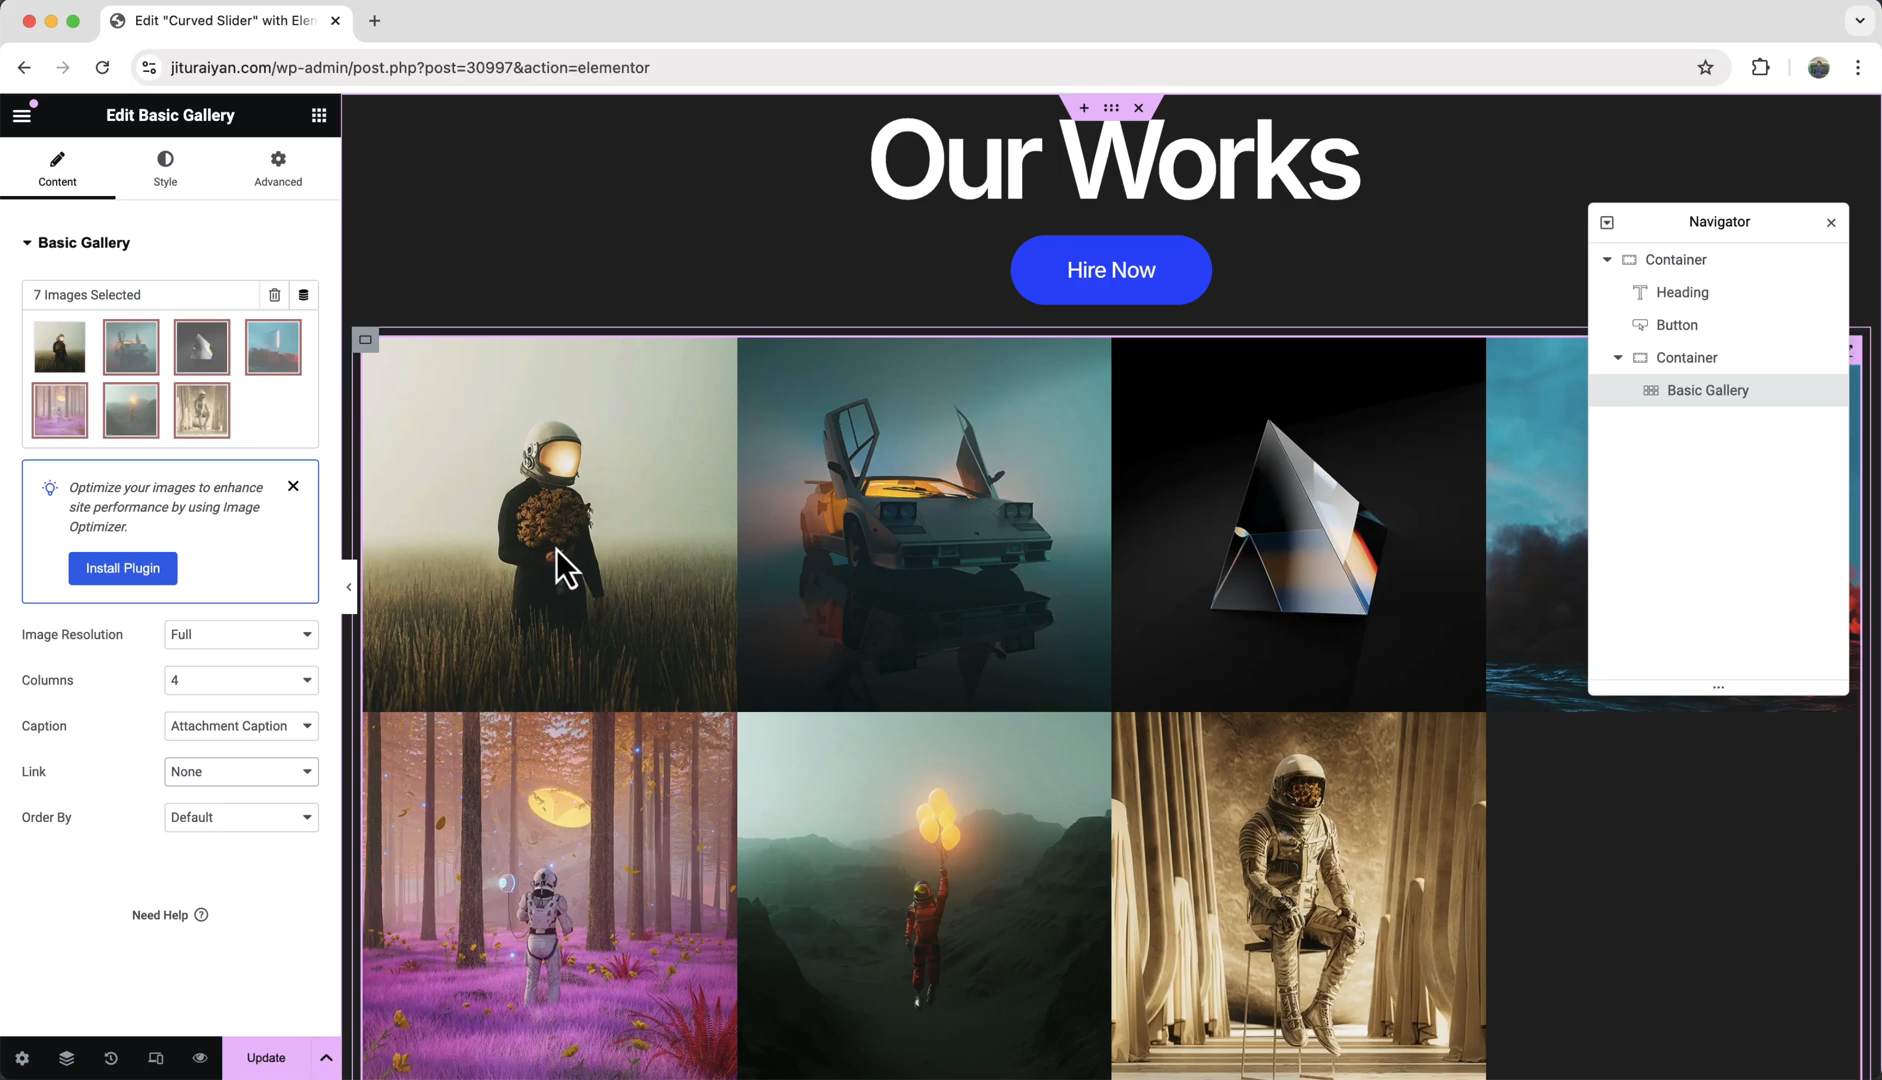 Edit "Curved Slider" with Elem
jituraiyan.com/wp-admin/post.php?post=30997&action=elementor
Edit Basic Gallery
Content
Style
Advanced
Basic Gallery
7 Images Selected
Optimize your images to enhance
site performance by using Image
Optimizer.
Install Plugin
Image Resolution
Full
Columns
4
Caption
Attachment Caption
Link
None
Order By
Default
Need Help
Update
Our Works
Hire Now
Navigator
Container
Heading
Button
Container
Basic Gallery